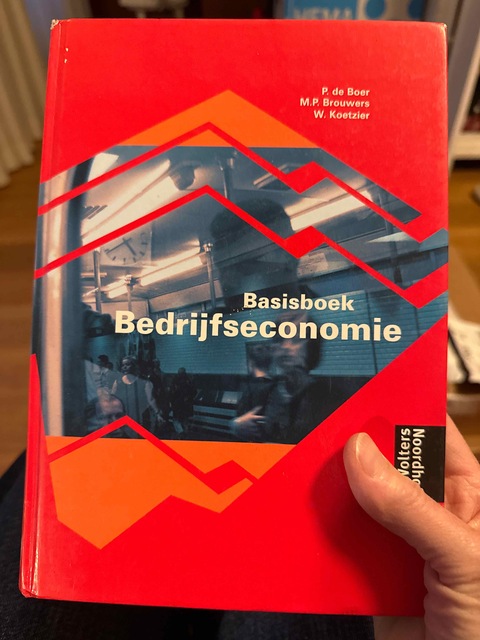 P. de Boer
M.P. Brouwers
W. Koetzier
Basisboek
Bedrijfseconomie
Wolters